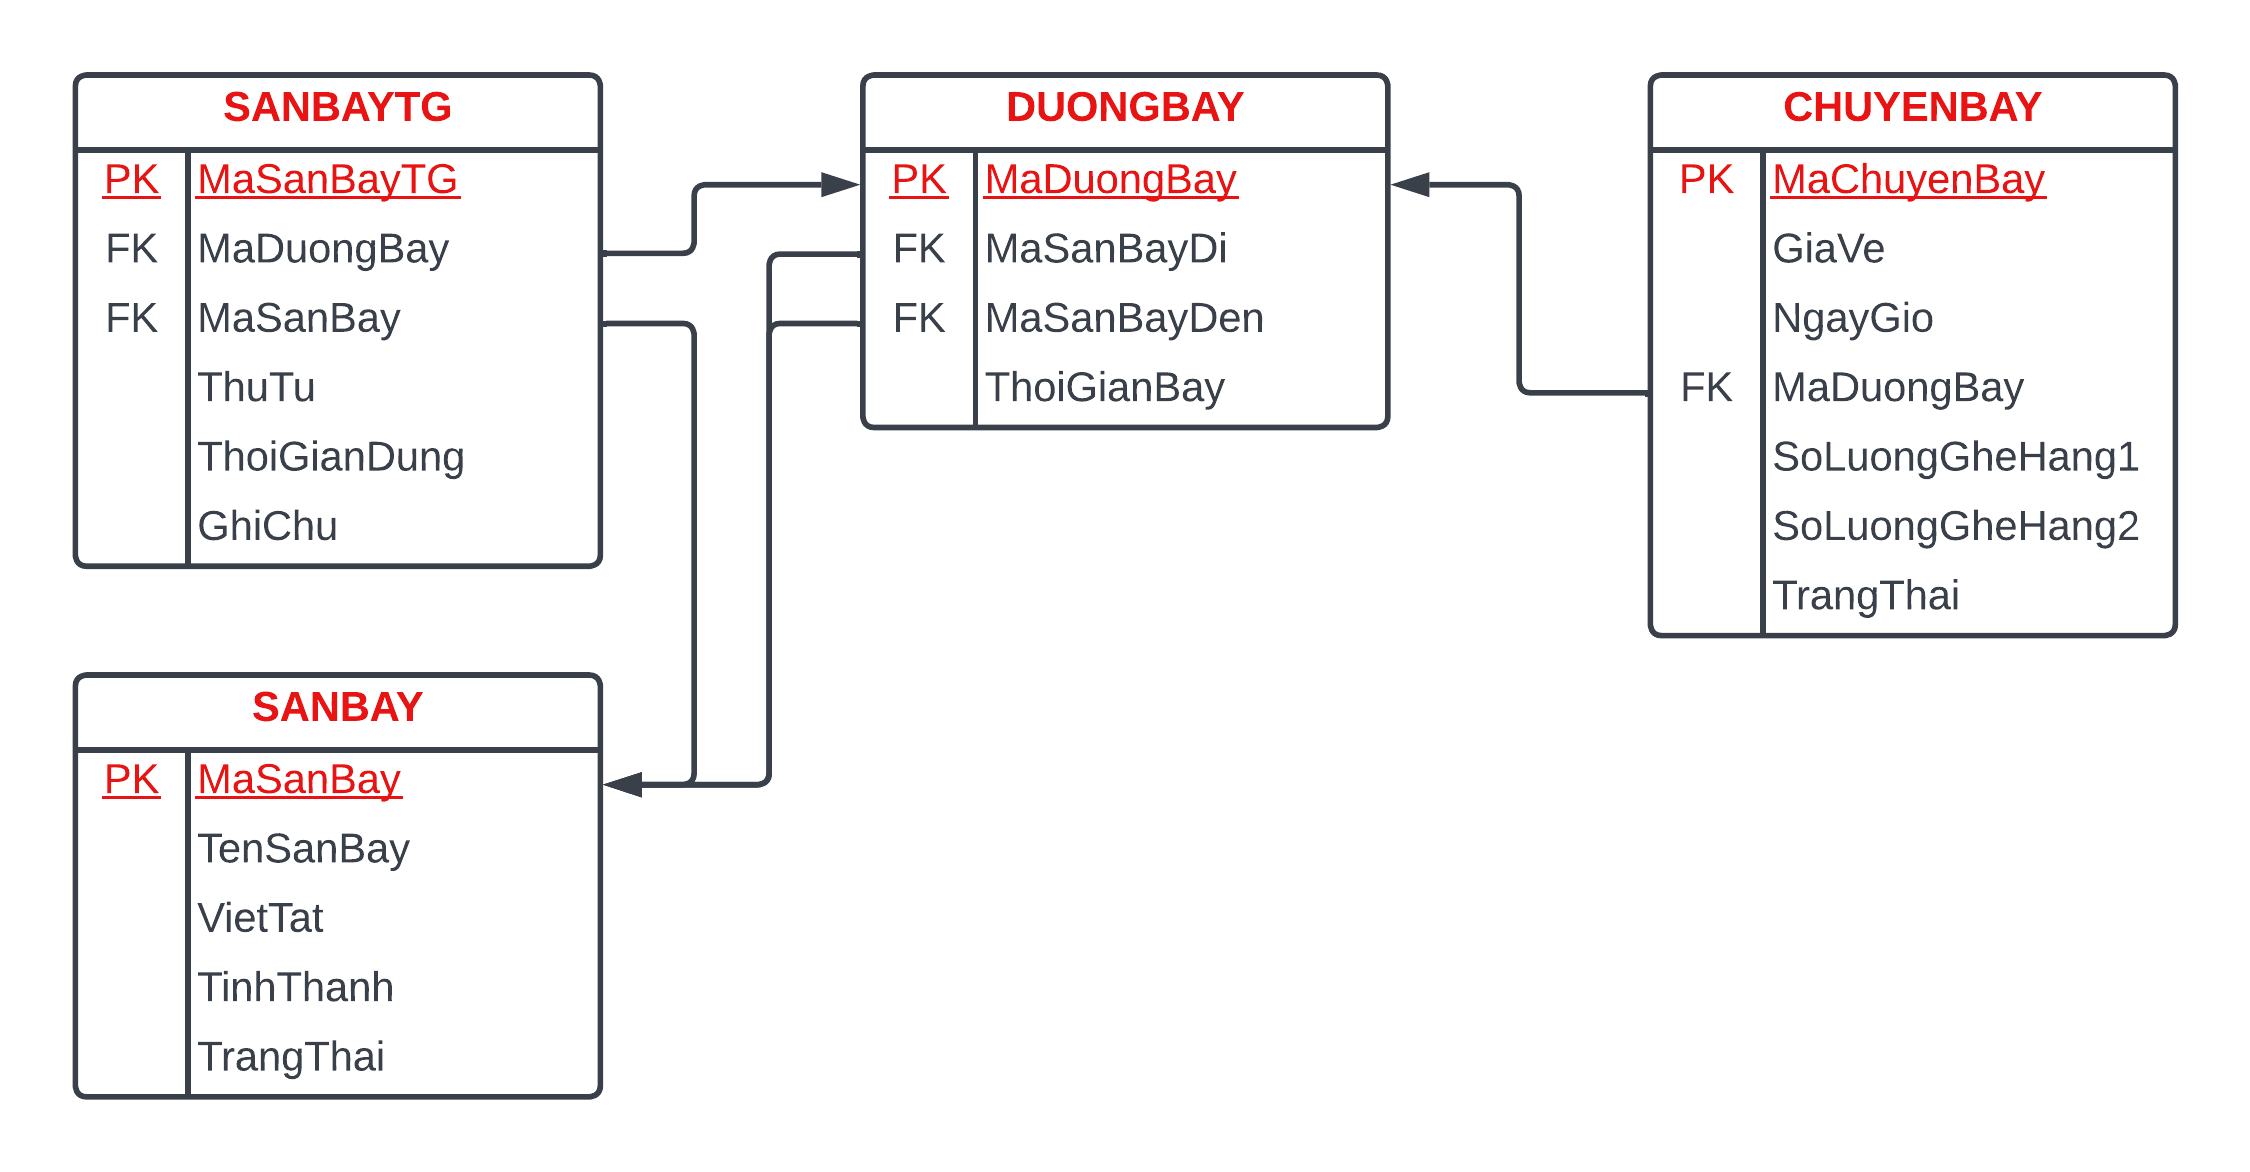 SANBAYTG
PK MaSanBayTG
FK MaDuongBay
FK MaSanBay
ThuTu
ThoiGianDung
GhiChu
DUONGBAY
PK MaDuongBay
FK MaSanBayDi
FK MaSanBayDen
ThoiGianBay
CHUYENBAY
PK MaChuyenBay
GiaVe
NgayGio
FK MaDuongBay
SoLuongGheHang1
SoLuongGheHang2
TrangThai
SANBAY
PK MaSanBay
TenSanBay
VietTat
TinhThanh
TrangThai